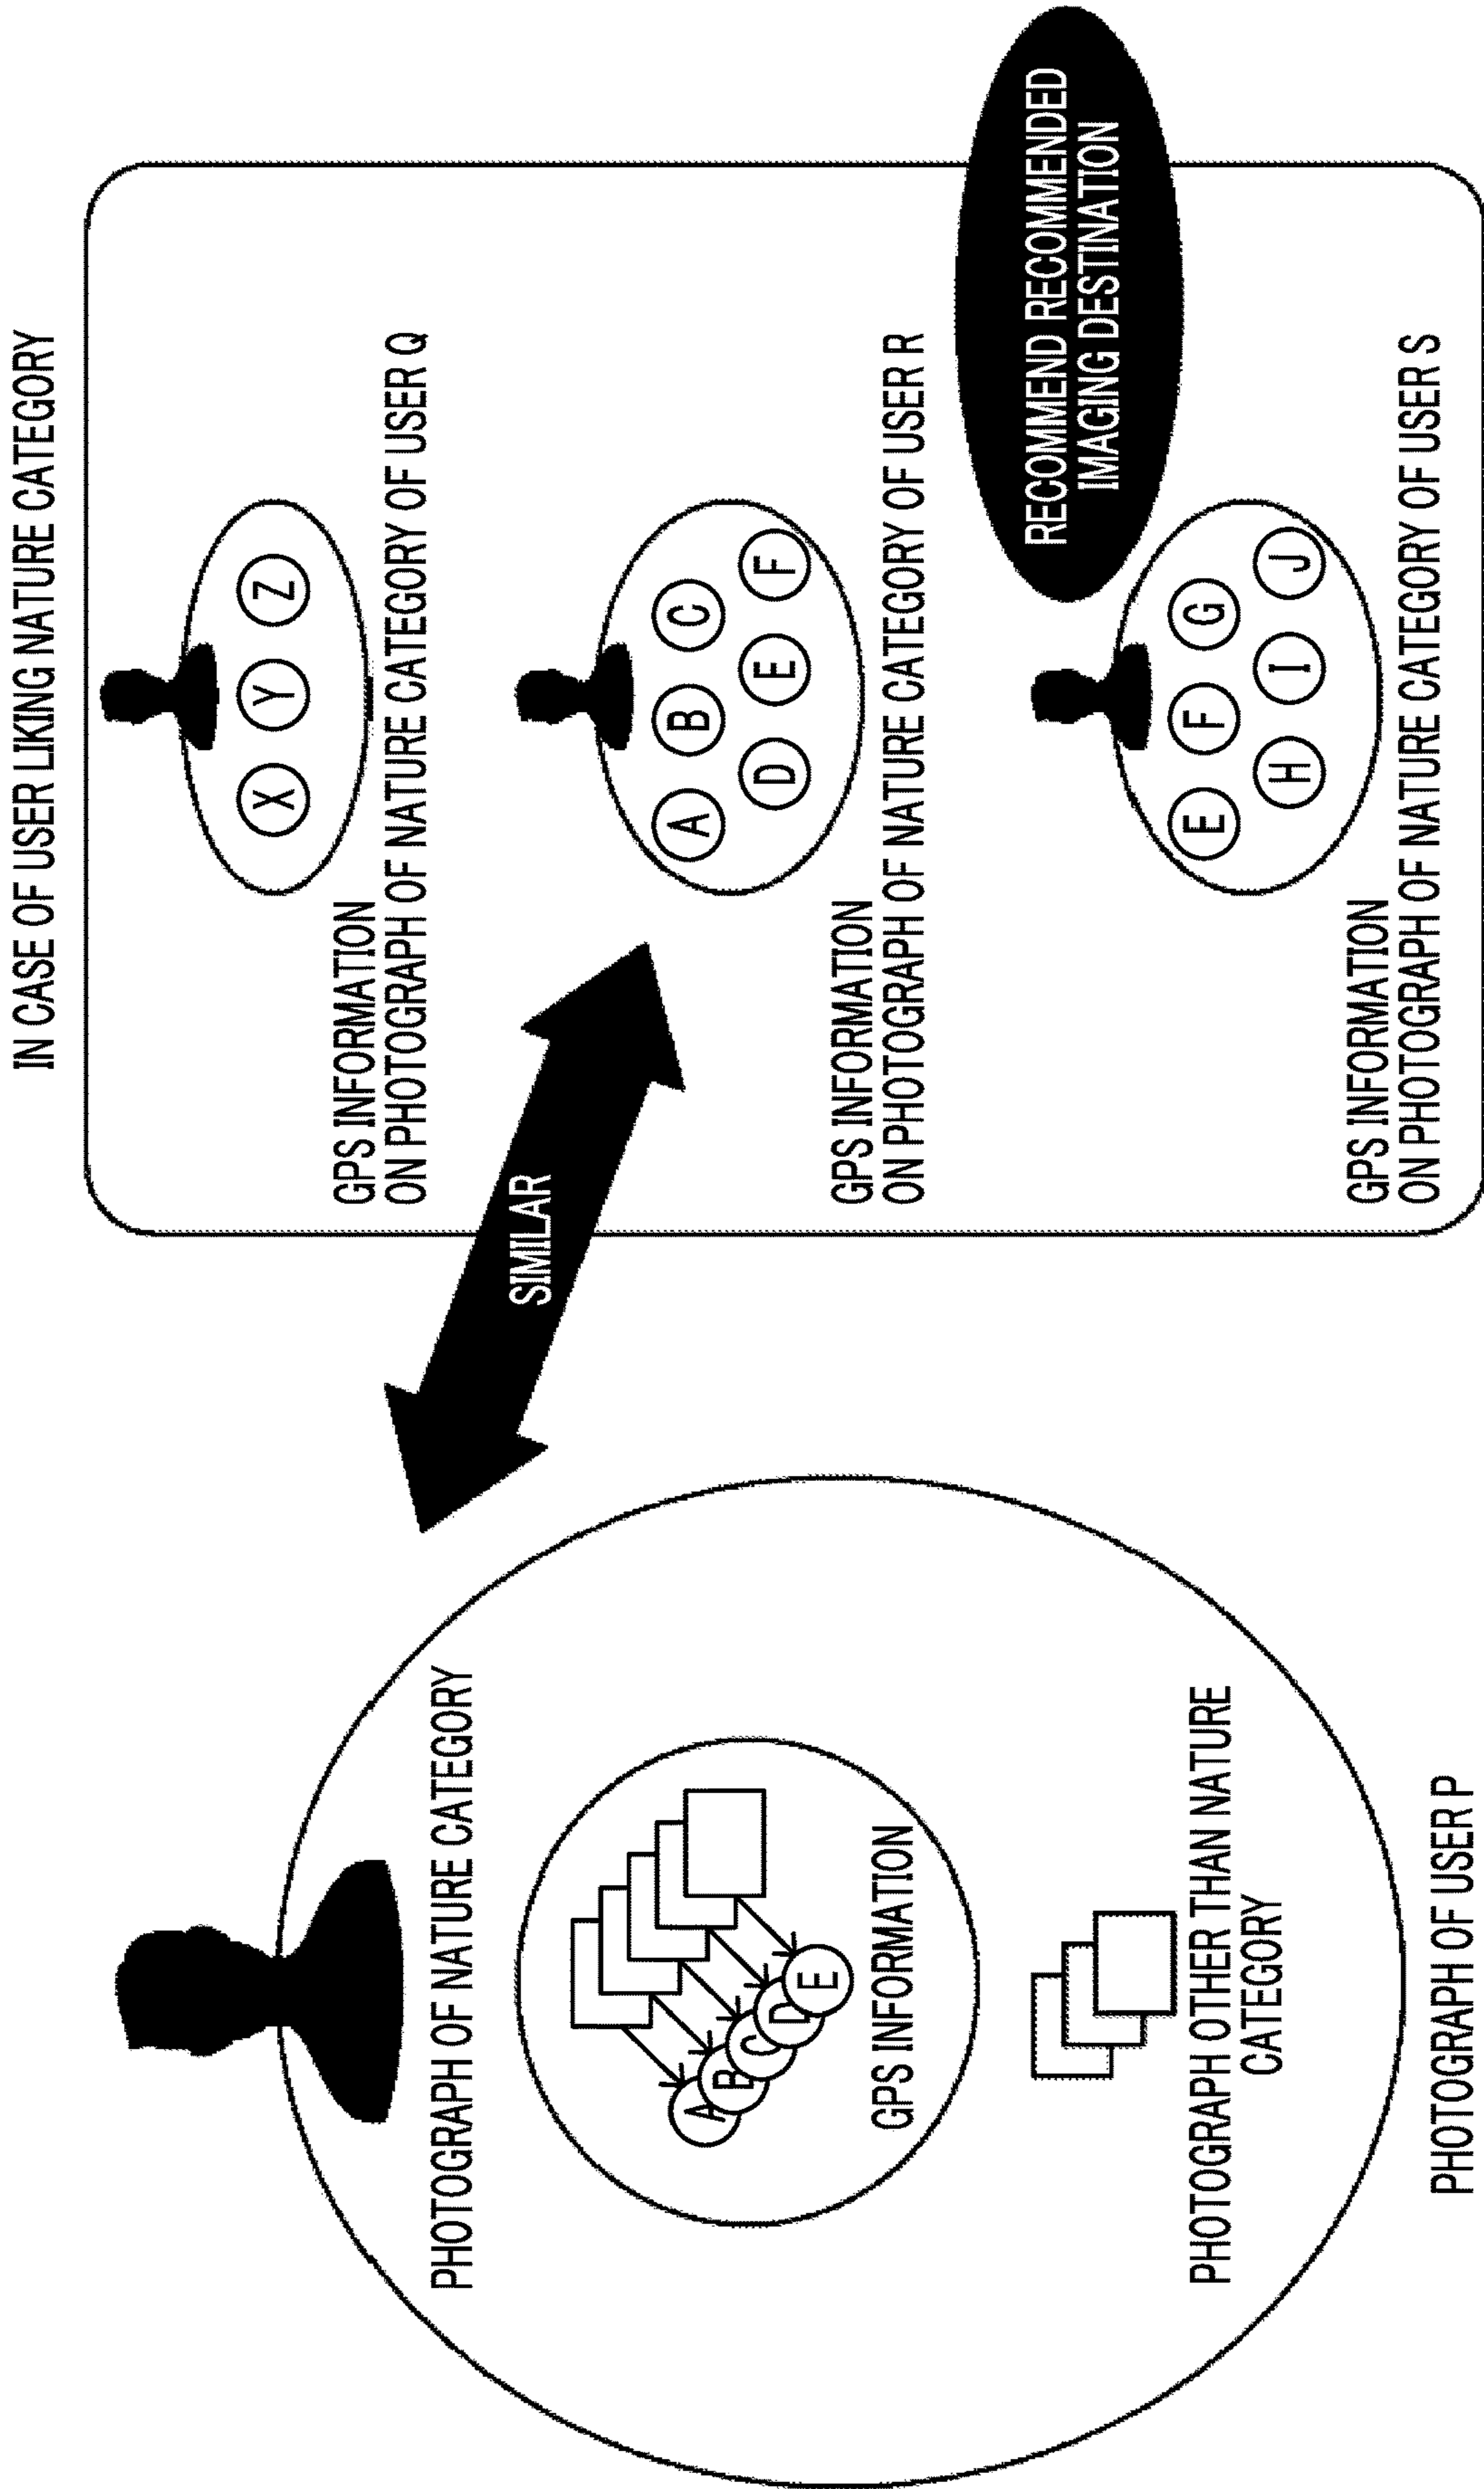 IN CASE OF USER LIKING NATURE CATEGORY
PHOTOGRAPH OF NATURE CATEGORY
A
B
C
D
E
GPS INFORMATION
PHOTOGRAPH OTHER THAN NATURE
CATEGORY
PHOTOGRAPH OF USER P
SIMILAR
X Y Z
GPS INFORMATION
ON PHOTOGRAPH OF NATURE CATEGORY OF USER Q
A B C
D E F
GPS INFORMATION
ON PHOTOGRAPH OF NATURE CATEGORY OF USER R
RECOMMEND RECOMMENDED
IMAGING DESTINATION
E F G
H I J
GPS INFORMATION
ON PHOTOGRAPH OF NATURE CATEGORY OF USER S